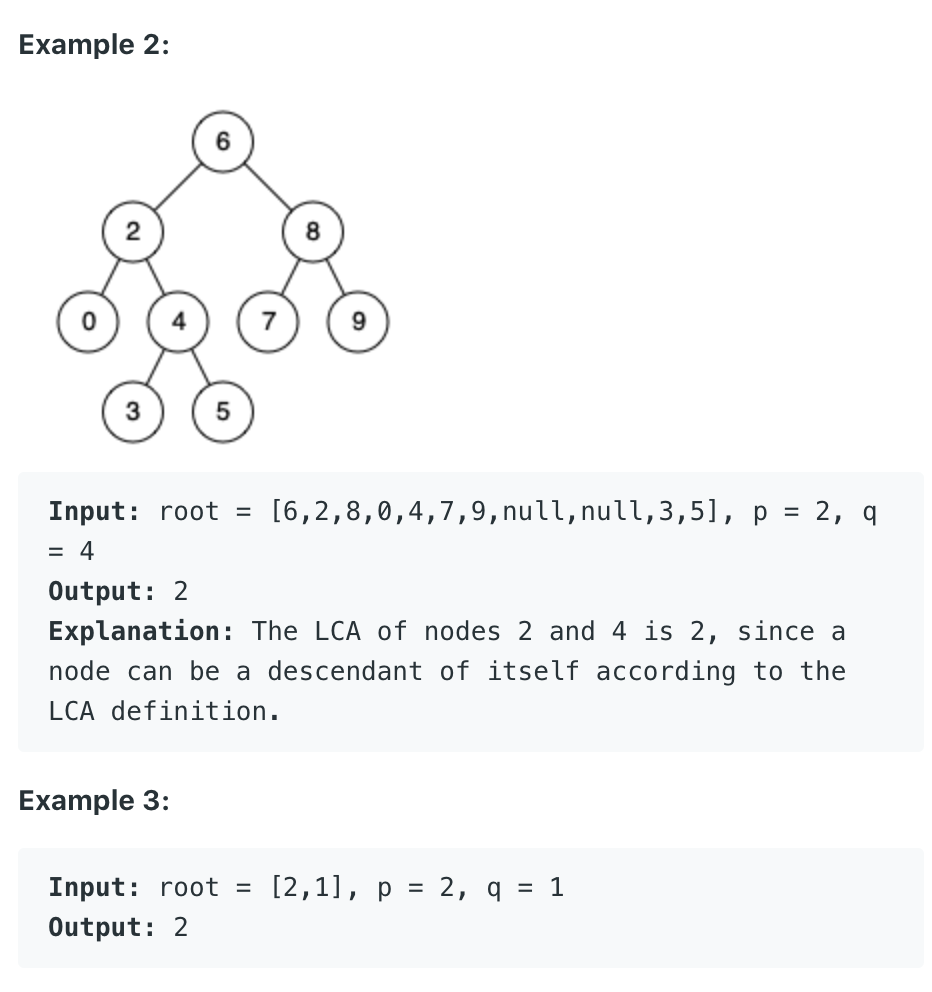 Example 2:
6
2 8
0 4 7 9
3 5
Input: root = [6,2,8,0,4,7,9,null,null,3,5], p = 2, q
= 4
Output: 2
Explanation: The LCA of nodes 2 and 4 is 2, since a
node can be a descendant of itself according to the
LCA definition.
Example 3:
Input: root = [2,1], p = 2, q = 1
Output: 2